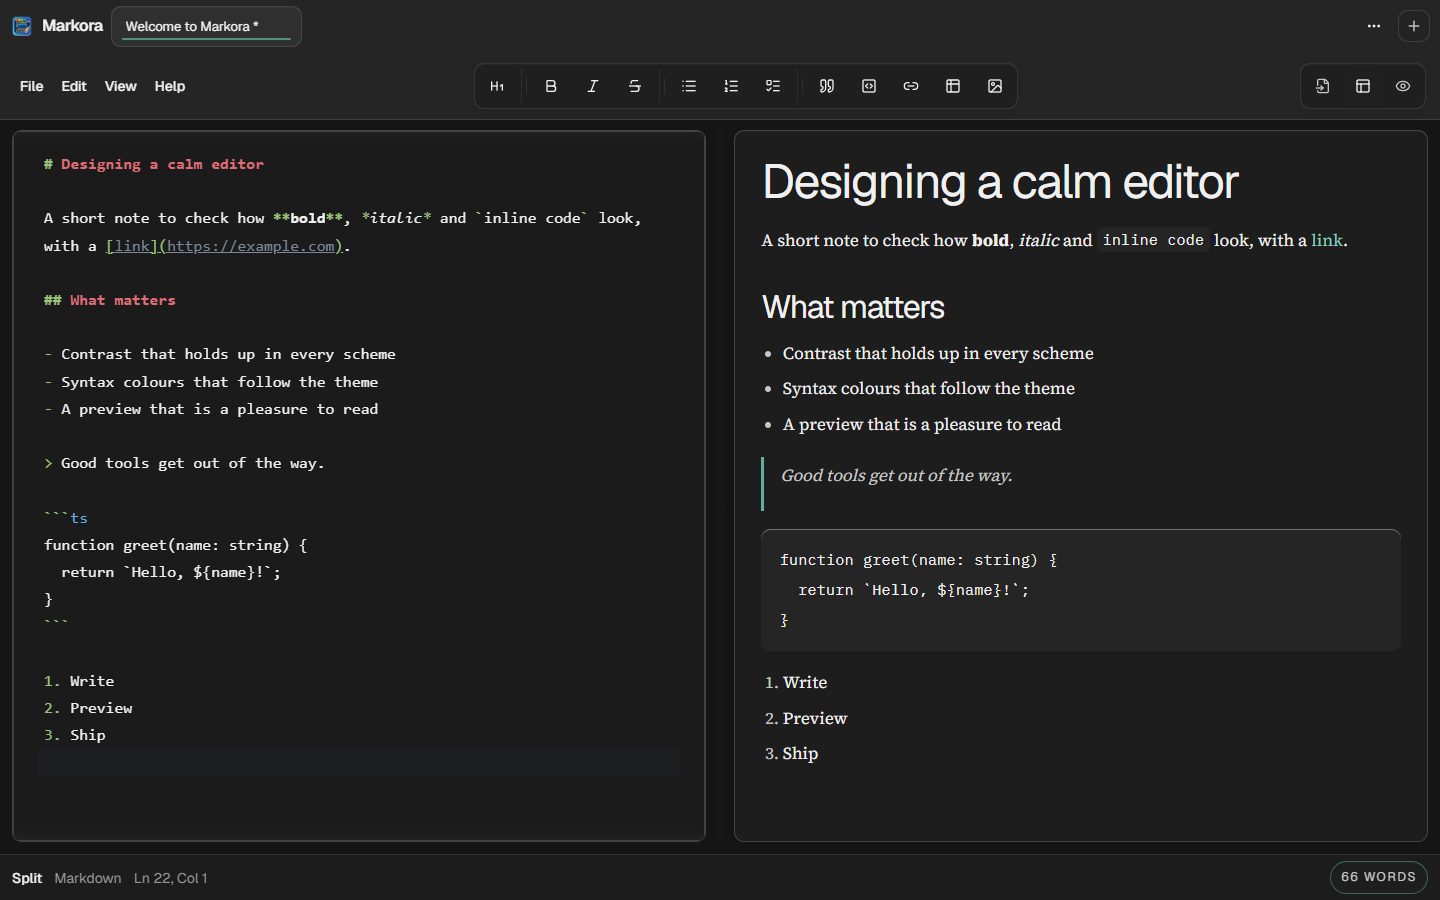 Markora
Welcome to Markora *
File Edit View Help
H1
# Designing a calm editor
A short note to check how **bold**, *italic* and `inline code` look,
with a [link](https://example.com).
## What matters
- Contrast that holds up in every scheme
- Syntax colours that follow the theme
- A preview that is a pleasure to read
> Good tools get out of the way.
```ts
function greet(name: string) {
  return `Hello, ${name}!`;
}
```
1. Write
2. Preview
3. Ship
Designing a calm editor
A short note to check how bold, italic and inline code look, with a link.
What matters
• Contrast that holds up in every scheme
• Syntax colours that follow the theme
• A preview that is a pleasure to read
Good tools get out of the way.
function greet(name: string) {
  return `Hello, ${name}!`;
}
1. Write
2. Preview
3. Ship
Split Markdown Ln 22, Col 1
66 WORDS